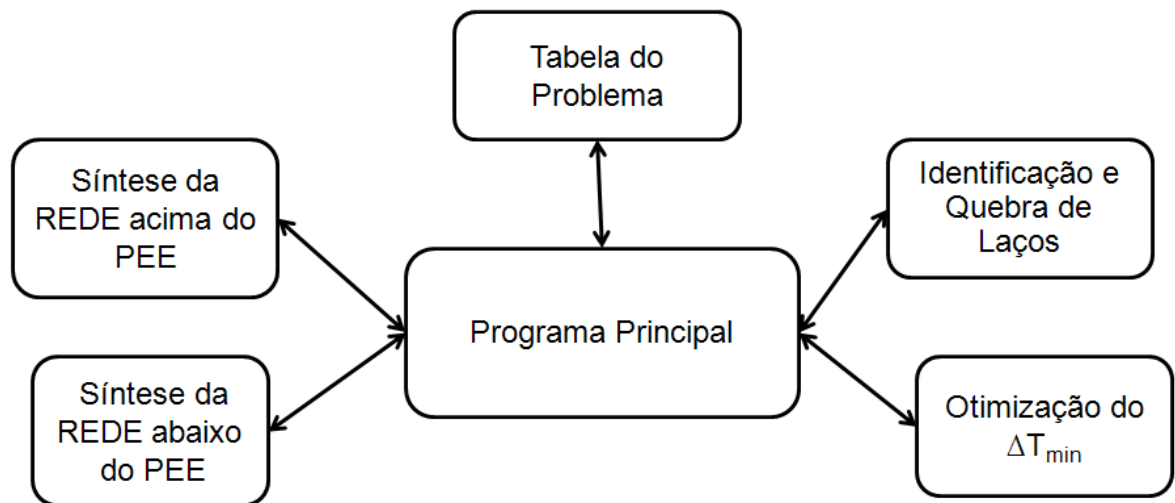 Tabela do
Problema
Síntese da
REDE acima do
PEE
Identificação e
Quebra de
Laços
Programa Principal
Síntese da
REDE abaixo
do PEE
Otimização do
ΔTmin